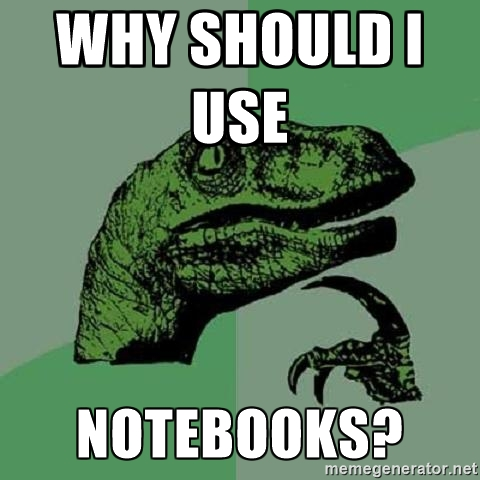 WHY SHOULD I
USE
NOTEBOOKS?
memegenerator.net